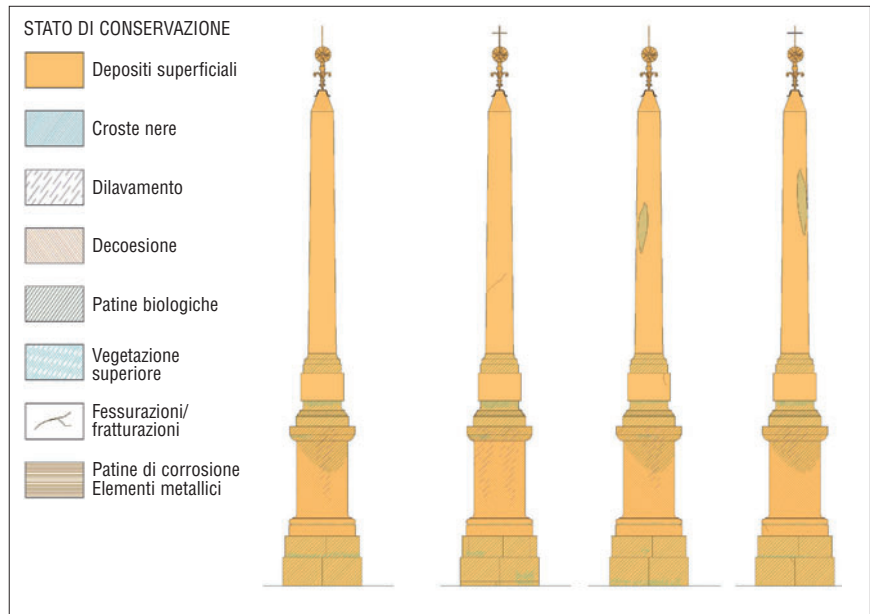 STATO DI CONSERVAZIONE
Depositi superficiali
Croste nere
Dilavamento
Decoesione
Patine biologiche
Vegetazione
superiore
Fessurazioni/
fratturazioni
Patine di corrosione
Elementi metallici